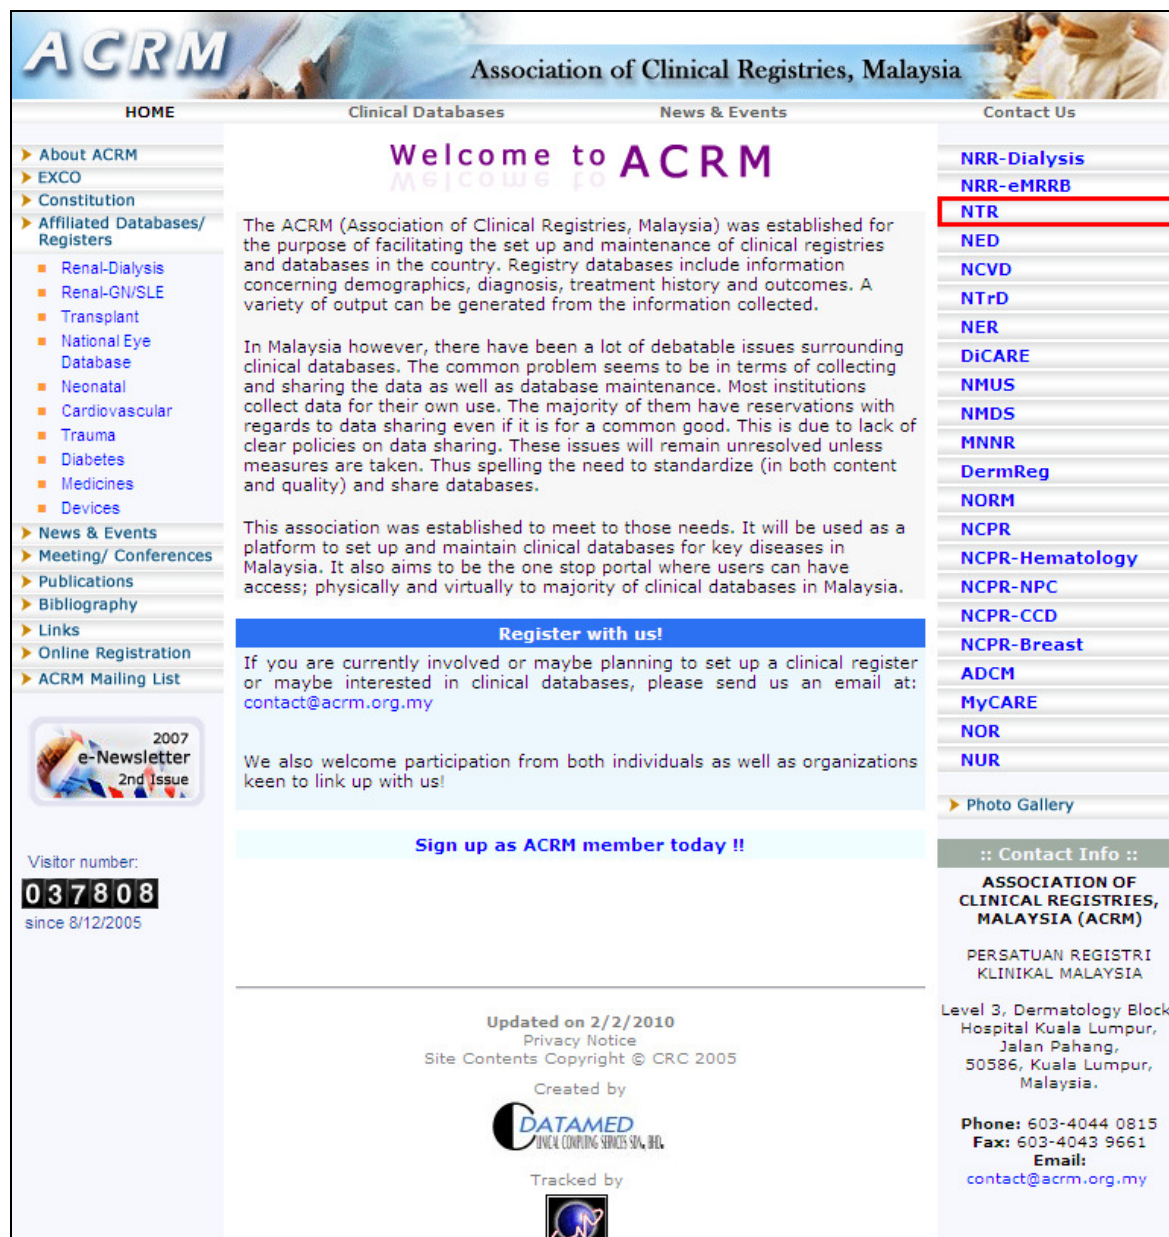 ACRM
Association of Clinical Registries, Malaysia
HOME
Clinical Databases
News & Events
Contact Us
About ACRM
EXCO
Constitution
Affiliated Databases/
Registers
Renal-Dialysis
Renal-GN/SLE
Transplant
National Eye
Database
Neonatal
Cardiovascular
Trauma
Diabetes
Medicines
Devices
News & Events
Meeting/ Conferences
Publications
Bibliography
Links
Online Registration
ACRM Mailing List
2007
e-Newsletter
2nd Issue
Visitor number:
037808
since 8/12/2005
Welcome to ACRM
The ACRM (Association of Clinical Registries, Malaysia) was established for
the purpose of facilitating the set up and maintenance of clinical registries
and databases in the country. Registry databases include information
concerning demographics, diagnosis, treatment history and outcomes. A
variety of output can be generated from the information collected.
In Malaysia however, there have been a lot of debatable issues surrounding
clinical databases. The common problem seems to be in terms of collecting
and sharing the data as well as database maintenance. Most institutions
collect data for their own use. The majority of them have reservations with
regards to data sharing even if it is for a common good. This is due to lack of
clear policies on data sharing. These issues will remain unresolved unless
measures are taken. Thus spelling the need to standardize (in both content
and quality) and share databases.
This association was established to meet to those needs. It will be used as a
platform to set up and maintain clinical databases for key diseases in
Malaysia. It also aims to be the one stop portal where users can have
access; physically and virtually to majority of clinical databases in Malaysia.
Register with us!
If you are currently involved or maybe planning to set up a clinical register
or maybe interested in clinical databases, please send us an email at:
contact@acrm.org.my
We also welcome participation from both individuals as well as organizations
keen to link up with us!
Sign up as ACRM member today !!
Updated on 2/2/2010
Privacy Notice
Site Contents Copyright © CRC 2005
Created by
DATAMED
CLINICAL COMPUTING SERVICES SDN. BHD.
Tracked by
NRR-Dialysis
NRR-eMRRB
NTR
NED
NCVD
NTrD
NER
DiCARE
NMUS
NMDS
MNNR
DermReg
NORM
NCPR
NCPR-Hematology
NCPR-NPC
NCPR-CCD
NCPR-Breast
ADCM
MyCARE
NOR
NUR
Photo Gallery
:: Contact Info ::
ASSOCIATION OF
CLINICAL REGISTRIES,
MALAYSIA (ACRM)
PERSATUAN REGISTRI
KLINIKAL MALAYSIA
Level 3, Dermatology Block
Hospital Kuala Lumpur,
Jalan Pahang,
50586, Kuala Lumpur,
Malaysia.
Phone: 603-4044 0815
Fax: 603-4043 9661
Email:
contact@acrm.org.my